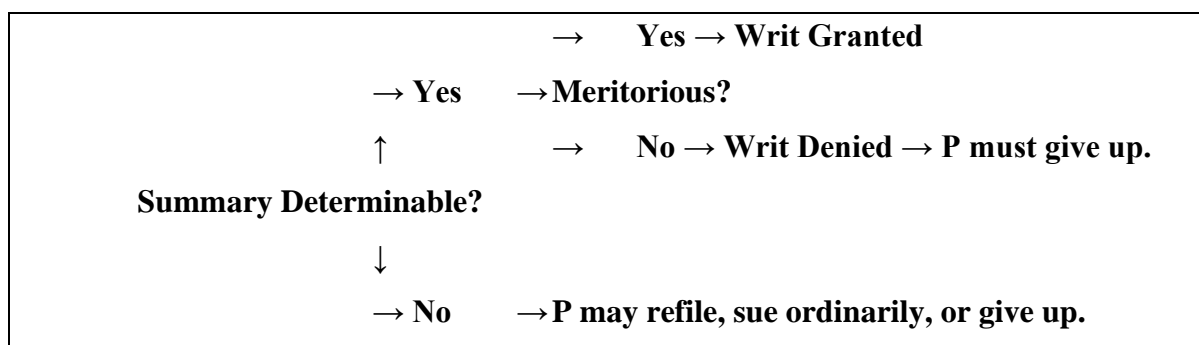 → Yes → Writ Granted
→ Yes → Meritorious?
↑ → No → Writ Denied → P must give up.
Summary Determinable?
↓
→ No → P may refile, sue ordinarily, or give up.